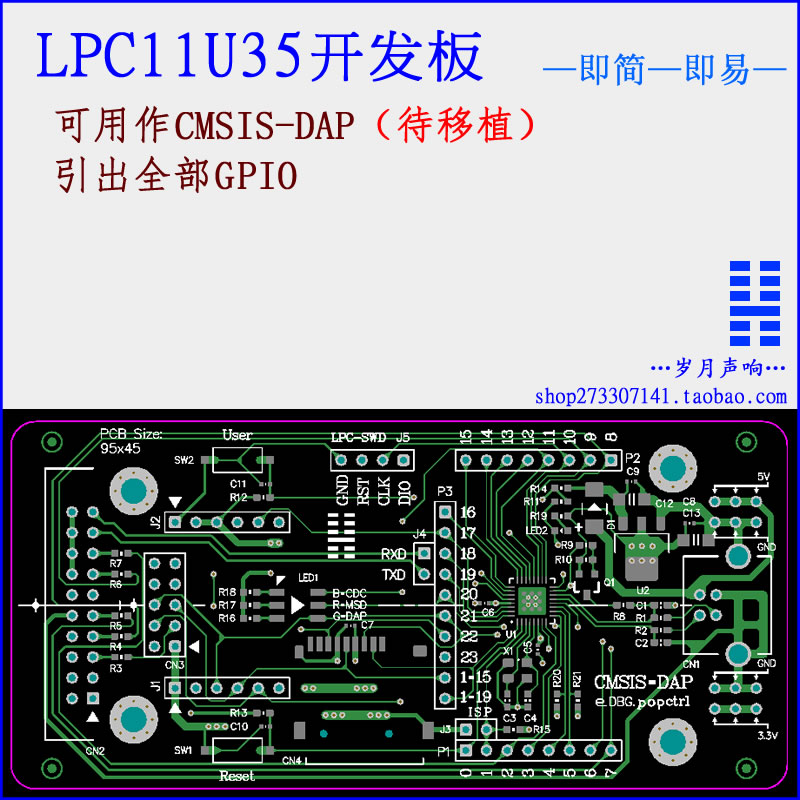 LPC11U35开发板
—即简—即易—
可用作CMSIS-DAP（待移植）
引出全部GPIO
…岁月声响…
shop273307141.taobao.com
PCB Size:
95x45
User
SW2
C11
R12
LPC-SWD J5
GND
RST
CLK
DIO
15 14 13 12 11 10 9 8
P2
C9
R14
R11
R19
LED2
D1
C12
C8
C13
5V
GND
J2
P3
16
17
18
19
20
21
22
23
1-15
1-19
J4
RXD
TXD
R9
R10
Q1
U2
R7
R6
R5
R4
R3
CN3
LED1
R18
R17
R16
B-CDC
R-MSD
G-DAP
C7
C6
U1
X1
C5
R8
C1
R1
R2
C2
CN1
GND
J1
R13
C10
SW1
Reset
CN2
CN4
C3
C4
R20
R21
ISP
J3
R15
P1
0 1 2 3 4 5 6 7
CMSIS-DAP
e.DBG.popctrl
3.3V